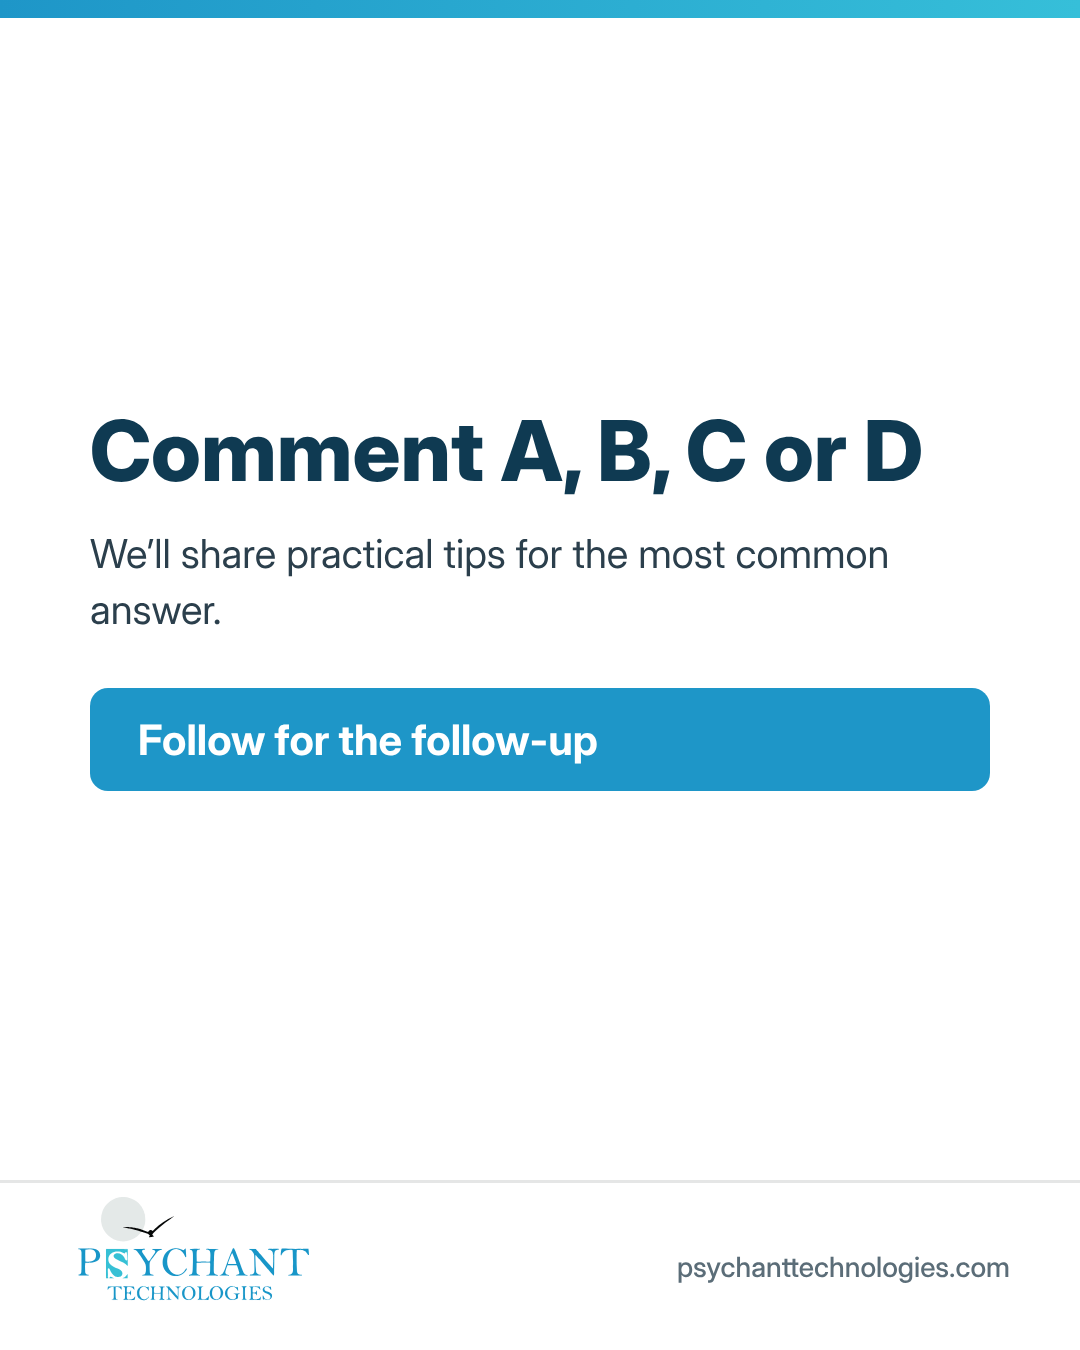 Comment A, B, C or D
We’ll share practical tips for the most common
answer.
Follow for the follow-up
PSYCHANT
TECHNOLOGIES
psychanttechnologies.com